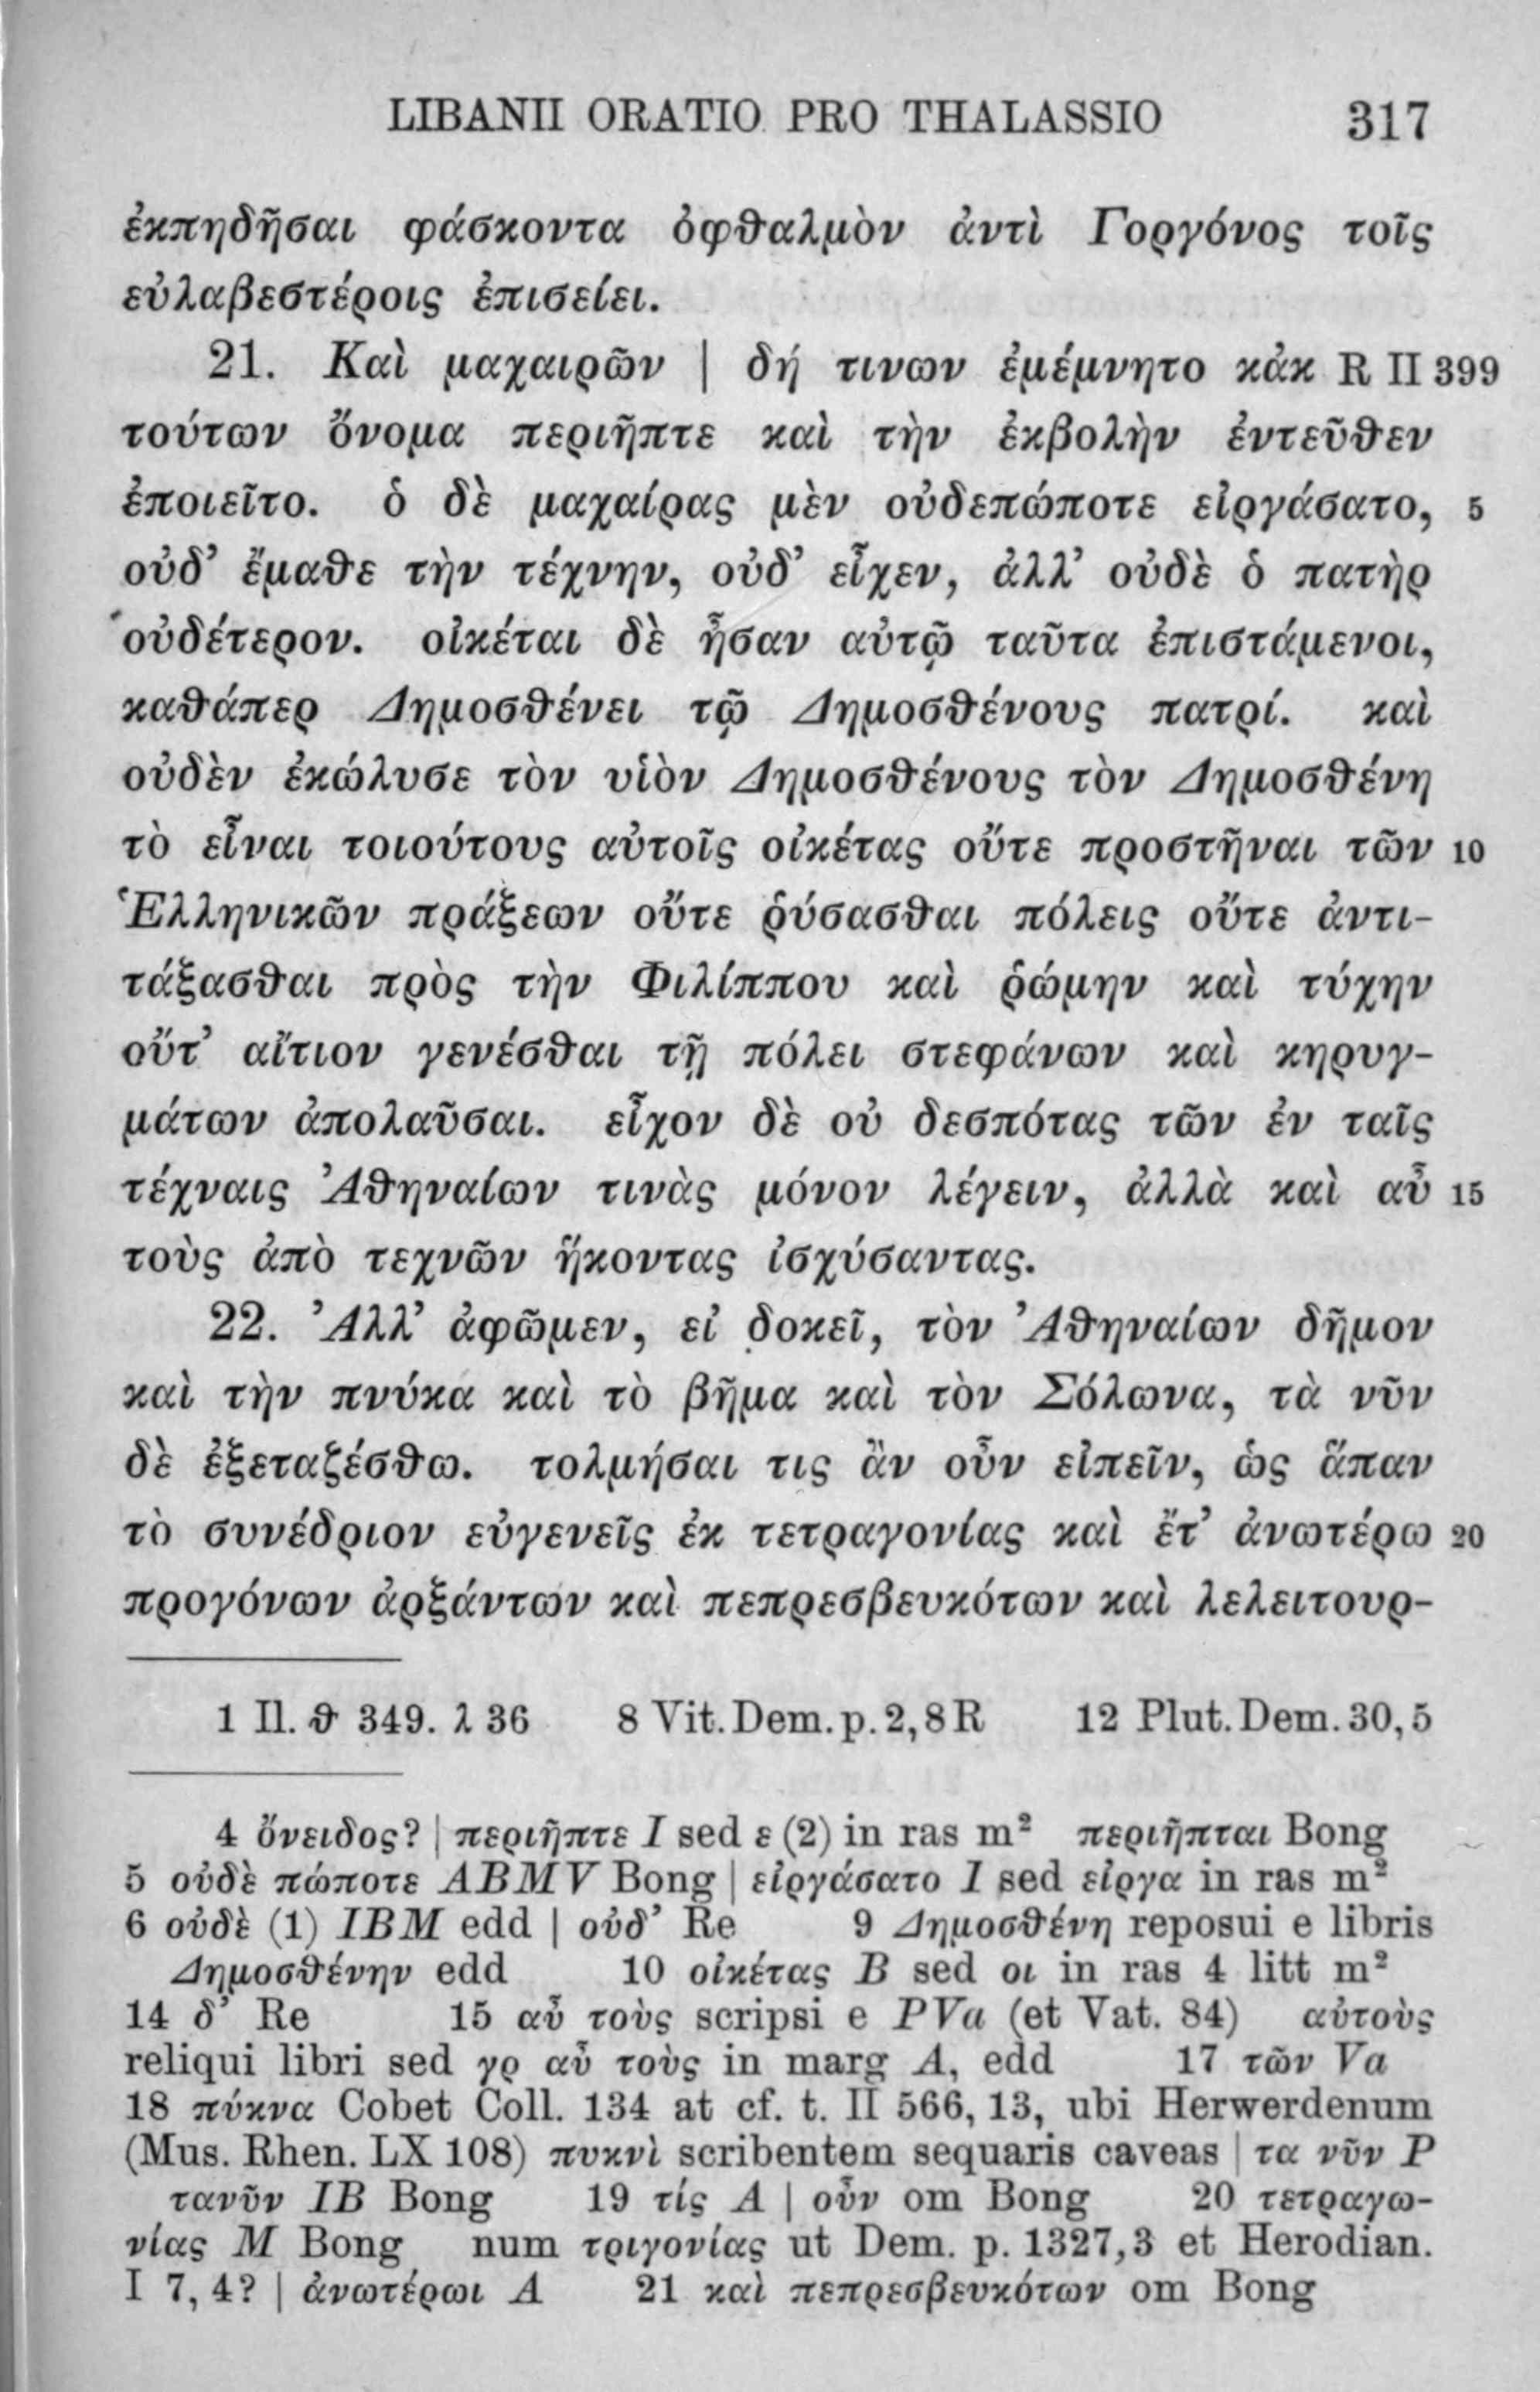 LIBANII ORATIO PRO THALASSIO 317
ἐκπηδῆσαι φάσκοντα ὀφθαλμὸν ἀντὶ Γοργόνος τοῖς
εὐλαβεστέροις ἐπισείει.
21. Καὶ μαχαιρῶν | δή τινων ἐμέμνητο κἀκ R II 399
τούτων ὄνομα περιῆπτε καὶ τὴν ἐκβολὴν ἐντεῦθεν
ἐποιεῖτο. ὁ δὲ μαχαίρας μὲν οὐδεπώποτε εἰργάσατο, 5
οὐδ’ ἔμαθε τὴν τέχνην, οὐδ’ εἶχεν, ἀλλ’ οὐδὲ ὁ πατὴρ
οὐδέτερον. οἰκέται δὲ ἦσαν αὐτῷ ταῦτα ἐπιστάμενοι,
καθάπερ Δημοσθένει τῷ Δημοσθένους πατρί. καὶ
οὐδὲν ἐκώλυσε τὸν υἱὸν Δημοσθένους τὸν Δημοσθένη
τὸ εἶναι τοιούτους αὐτοῖς οἰκέτας οὔτε προστῆναι τῶν 10
Ἑλληνικῶν πράξεων οὔτε ῥύσασθαι πόλεις οὔτε ἀντι-
τάξασθαι πρὸς τὴν Φιλίππου καὶ ῥώμην καὶ τύχην
οὔτ’ αἴτιον γενέσθαι τῇ πόλει στεφάνων καὶ κηρυγ-
μάτων ἀπολαῦσαι. εἶχον δὲ οὐ δεσπότας τῶν ἐν ταῖς
τέχναις Ἀθηναίων τινὰς μόνον λέγειν, ἀλλὰ καὶ αὖ 15
τοὺς ἀπὸ τεχνῶν ἥκοντας ἰσχύσαντας.
22. Ἀλλ’ ἀφῶμεν, εἰ δοκεῖ, τὸν Ἀθηναίων δῆμον
καὶ τὴν πνύκα καὶ τὸ βῆμα καὶ τὸν Σόλωνα, τὰ νῦν
δὲ ἐξεταζέσθω. τολμήσαι τις ἂν οὖν εἰπεῖν, ὡς ἅπαν
τὸ συνέδριον εὐγενεῖς ἐκ τετραγονίας καὶ ἔτ’ ἀνωτέρω 20
προγόνων ἀρξάντων καὶ πεπρεσβευκότων καὶ λελειτουρ-
1 Il. θ 349. λ 36 8 Vit. Dem. p. 2, 8 R 12 Plut. Dem. 30, 5
4 ὄνειδος? | περιῆπτε I sed ε (2) in ras m² περιῆπται Bong
5 οὐδὲ πώποτε ABMV Bong | εἰργάσατο I sed εἰργα in ras m²
6 οὐδὲ (1) IBM edd | οὐδ’ Re 9 Δημοσθένη reposui e libris
Δημοσθένην edd 10 οἰκέτας B sed οι in ras 4 litt m²
14 δ’ Re 15 αὖ τοὺς scripsi e PVa (et Vat. 84) αὐτοὺς
reliqui libri sed γρ αὖ τοὺς in marg A, edd 17 τῶν Va
18 πύκνα Cobet Coll. 134 at cf. t. II 566, 13, ubi Herwerdenum
(Mus. Rhen. LX 108) πυκνὶ scribentem sequaris caveas | τα νῦν P
τανῦν IB Bong 19 τίς A | οὖν om Bong 20 τετραγω-
νίας M Bong num τριγονίας ut Dem. p. 1327, 3 et Herodian.
I 7, 4? | ἀνωτέρωι A 21 καὶ πεπρεσβευκότων om Bong